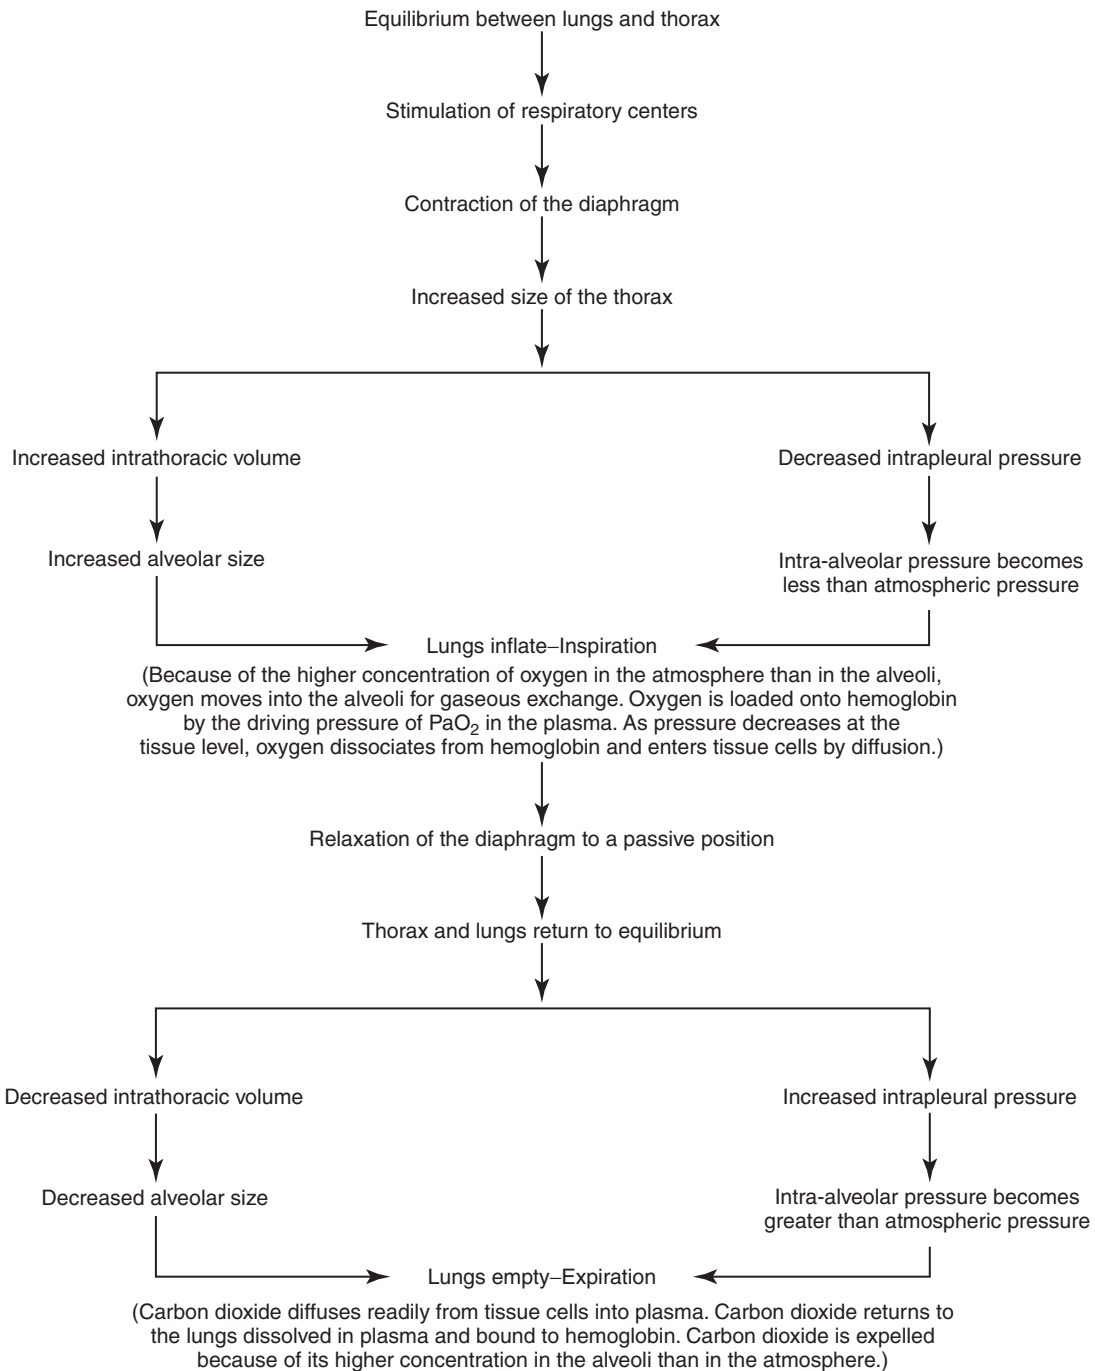 Equilibrium between lungs and thorax
Stimulation of respiratory centers
Contraction of the diaphragm
Increased size of the thorax
Increased intrathoracic volume
Decreased intrapleural pressure
Increased alveolar size
Intra-alveolar pressure becomes
less than atmospheric pressure
Lungs inflate–Inspiration
(Because of the higher concentration of oxygen in the atmosphere than in the alveoli,
oxygen moves into the alveoli for gaseous exchange. Oxygen is loaded onto hemoglobin
by the driving pressure of PaO₂ in the plasma. As pressure decreases at the
tissue level, oxygen dissociates from hemoglobin and enters tissue cells by diffusion.)
Relaxation of the diaphragm to a passive position
Thorax and lungs return to equilibrium
Decreased intrathoracic volume
Increased intrapleural pressure
Decreased alveolar size
Intra-alveolar pressure becomes
greater than atmospheric pressure
Lungs empty–Expiration
(Carbon dioxide diffuses readily from tissue cells into plasma. Carbon dioxide returns to
the lungs dissolved in plasma and bound to hemoglobin. Carbon dioxide is expelled
because of its higher concentration in the alveoli than in the atmosphere.)